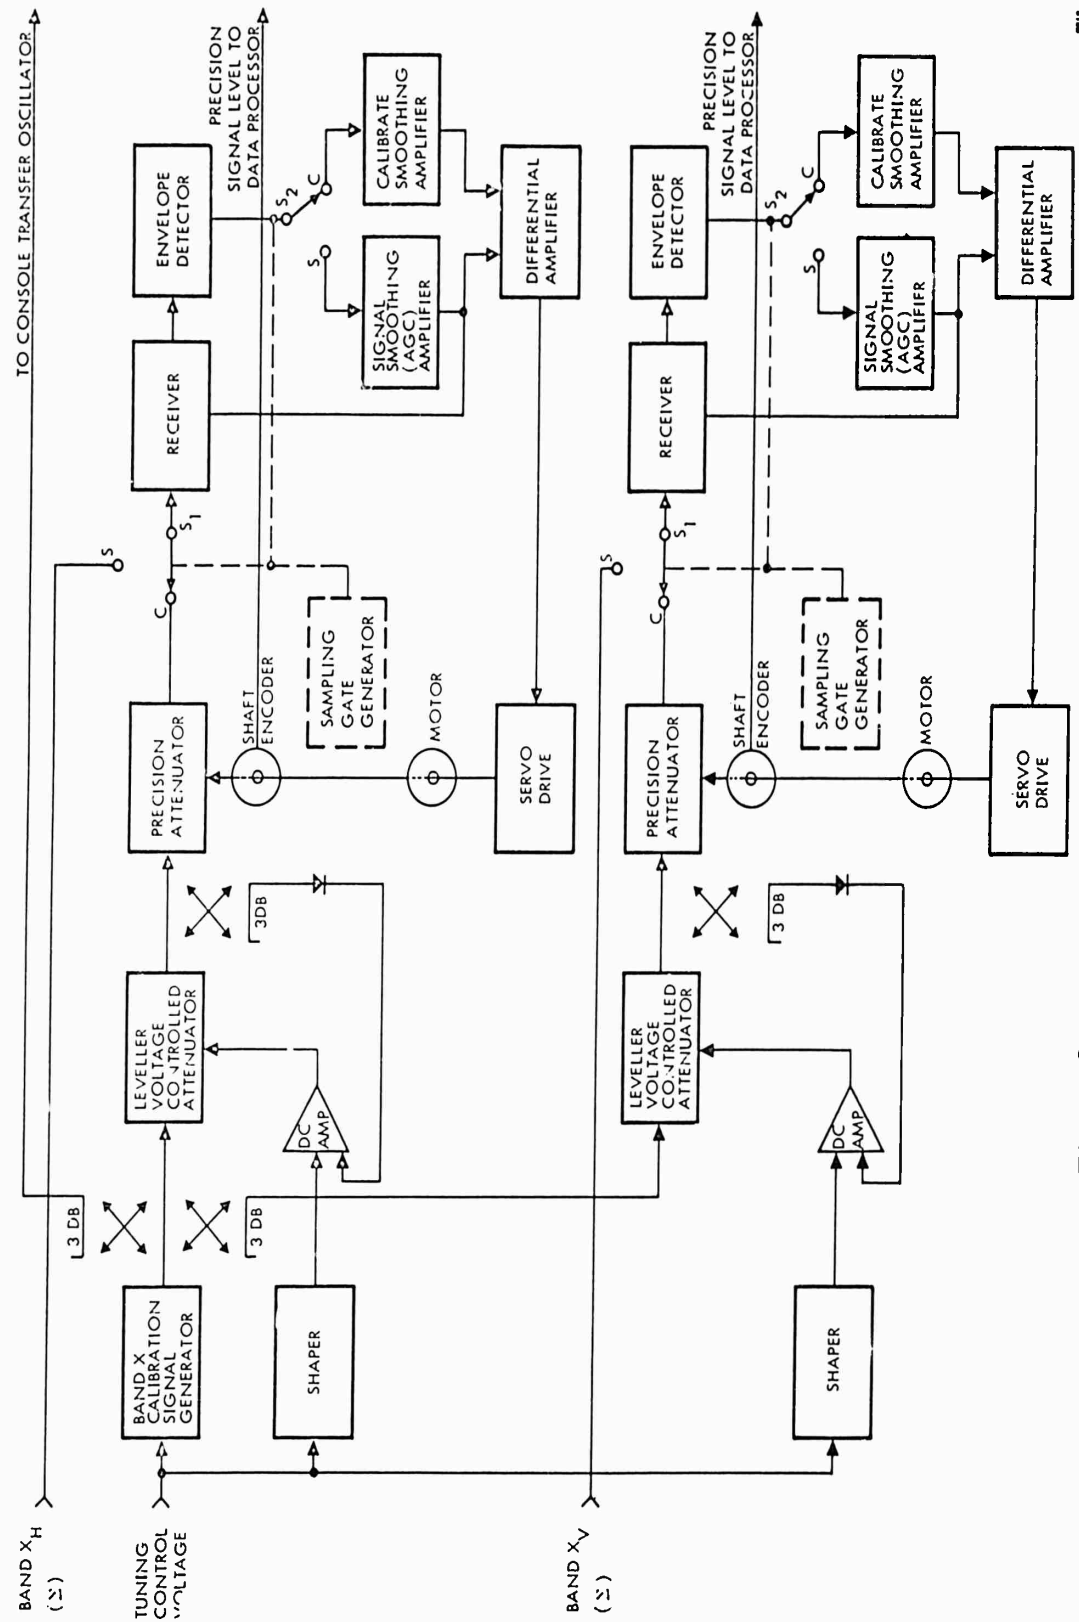 TO CONSOLE TRANSFER OSCILLATOR
BAND X H
(Σ)
TUNING
CONTROL
VOLTAGE
BAND X
CALIBRATION
SIGNAL
GENERATOR
3 DB
3 DB
SHAPER
DC
AMP
LEVELLER
VOLTAGE
CONTROLLED
ATTENUATOR
3DB
PRECISION
ATTENUATOR
SHAFT
ENCODER
SAMPLING
GATE
GENERATOR
MOTOR
SERVO
DRIVE
C
S
S1
RECEIVER
ENVELOPE
DETECTOR
PRECISION
SIGNAL LEVEL TO
DATA PROCESSOR
S2
C
S
CALIBRATE
SMOOTHING
AMPLIFIER
SIGNAL
SMOOTHING
(AGC)
AMPLIFIER
DIFFERENTIAL
AMPLIFIER
BAND X V
(Σ)
SHAPER
DC
AMP
LEVELLER
VOLTAGE
CONTROLLED
ATTENUATOR
3 DB
PRECISION
ATTENUATOR
SHAFT
ENCODER
SAMPLING
GATE
GENERATOR
MOTOR
SERVO
DRIVE
C
S
S1
RECEIVER
ENVELOPE
DETECTOR
PRECISION
SIGNAL LEVEL TO
DATA PROCESSOR
S2
C
S
CALIBRATE
SMOOTHING
AMPLIFIER
SIGNAL
SMOOTHING
(AGC)
AMPLIFIER
DIFFERENTIAL
AMPLIFIER